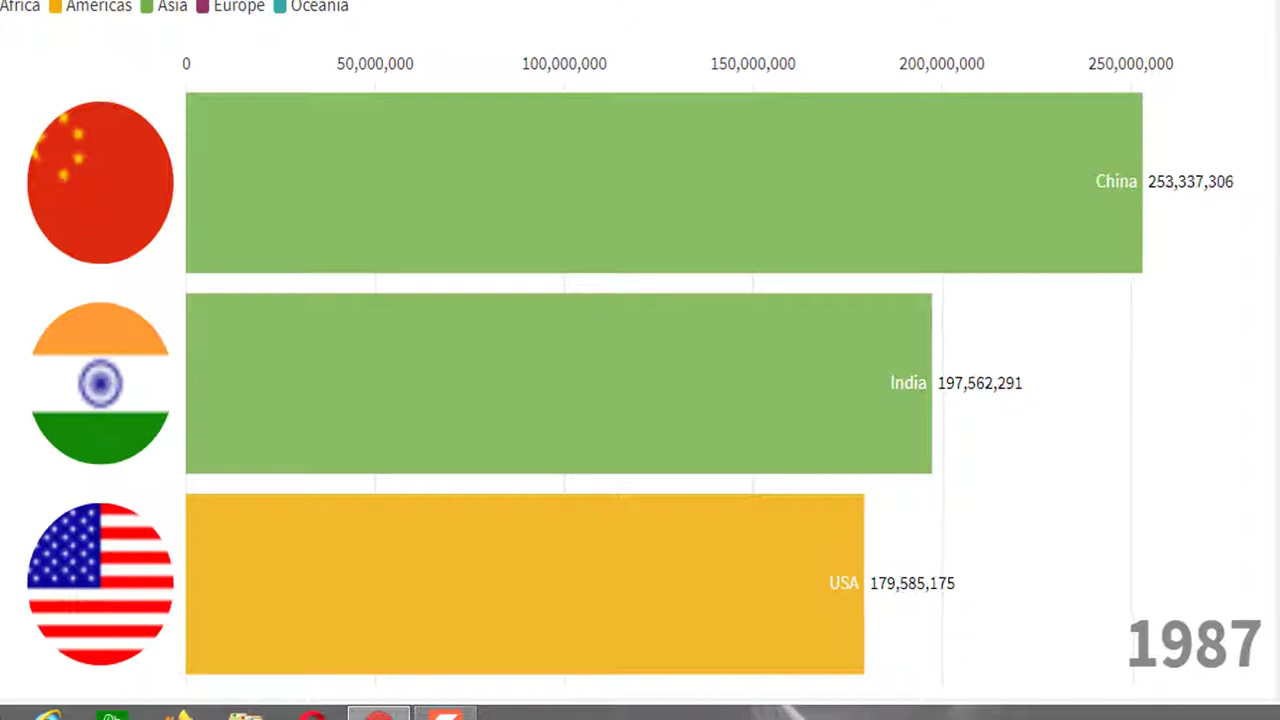 Africa Americas Asia Europe Oceania
0 50,000,000 100,000,000 150,000,000 200,000,000 250,000,000
China 253,337,306
India 197,562,291
USA 179,585,175
1987